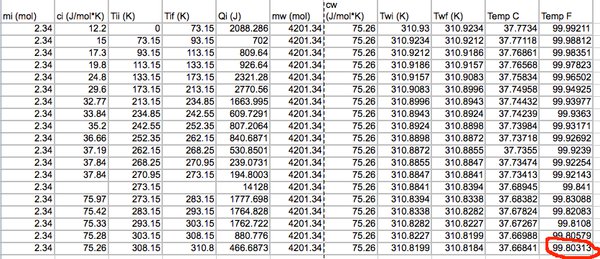 cw
mi (mol) ci (J/mol*K) Tii (K) Tif (K) Qi (J) mw (mol) (J/mol*K) Twi (K) Twf (K) Temp C Temp F
2.34 12.2 0 73.15 2088.286 4201.34 75.26 310.93 310.9234 37.7734 99.99211
2.34 15 73.15 93.15 702 4201.34 75.26 310.9234 310.9212 37.77118 99.98812
2.34 17.3 93.15 113.15 809.64 4201.34 75.26 310.9212 310.9186 37.76861 99.98351
2.34 19.8 113.15 133.15 926.64 4201.34 75.26 310.9186 310.9157 37.76568 99.97823
2.34 24.8 133.15 173.15 2321.28 4201.34 75.26 310.9157 310.9083 37.75834 99.96502
2.34 29.6 173.15 213.15 2770.56 4201.34 75.26 310.9083 310.8996 37.74958 99.94925
2.34 32.77 213.15 234.85 1663.995 4201.34 75.26 310.8996 310.8943 37.74432 99.93977
2.34 33.84 234.85 242.55 609.7291 4201.34 75.26 310.8943 310.8924 37.74239 99.9363
2.34 35.2 242.55 252.35 807.2064 4201.34 75.26 310.8924 310.8898 37.73984 99.93171
2.34 36.66 252.35 262.15 840.6871 4201.34 75.26 310.8898 310.8872 37.73718 99.92692
2.34 37.19 262.15 268.25 530.8501 4201.34 75.26 310.8872 310.8855 37.7355 99.9239
2.34 37.84 268.25 270.95 239.0731 4201.34 75.26 310.8855 310.8847 37.73474 99.92254
2.34 37.84 270.95 273.15 194.8003 4201.34 75.26 310.8847 310.8841 37.73413 99.92143
2.34 273.15 14128 4201.34 75.26 310.8841 310.8394 37.68945 99.841
2.34 75.97 273.15 283.15 1777.698 4201.34 75.26 310.8394 310.8338 37.68382 99.83088
2.34 75.42 283.15 293.15 1764.828 4201.34 75.26 310.8338 310.8282 37.67824 99.82083
2.34 75.33 293.15 303.15 1762.722 4201.34 75.26 310.8282 310.8227 37.67267 99.8108
2.34 75.28 303.15 308.15 880.776 4201.34 75.26 310.8227 310.8199 37.66988 99.80579
2.34 75.26 308.15 310.8 466.6873 4201.34 75.26 310.8199 310.8184 37.66841 99.80313